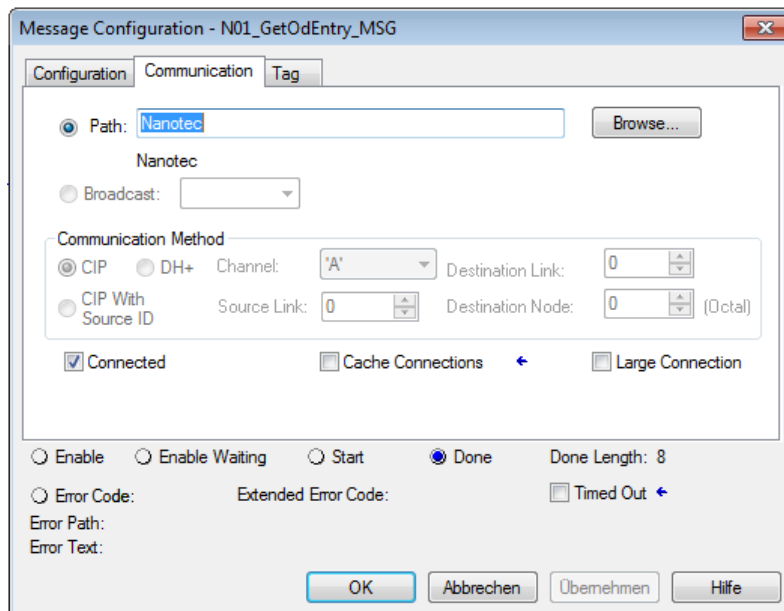 Message Configuration - N01_GetOdEntry_MSG
Configuration Communication Tag
Path: Nanotec Browse...
Nanotec
Broadcast:
Communication Method
CIP DH+ Channel: 'A' Destination Link: 0
CIP With Source ID Source Link: 0 Destination Node: 0 (Octal)
Connected Cache Connections ← Large Connection
Enable Enable Waiting Start Done Done Length: 8
Error Code: Extended Error Code: Timed Out ←
Error Path:
Error Text:
OK Abbrechen Übernehmen Hilfe